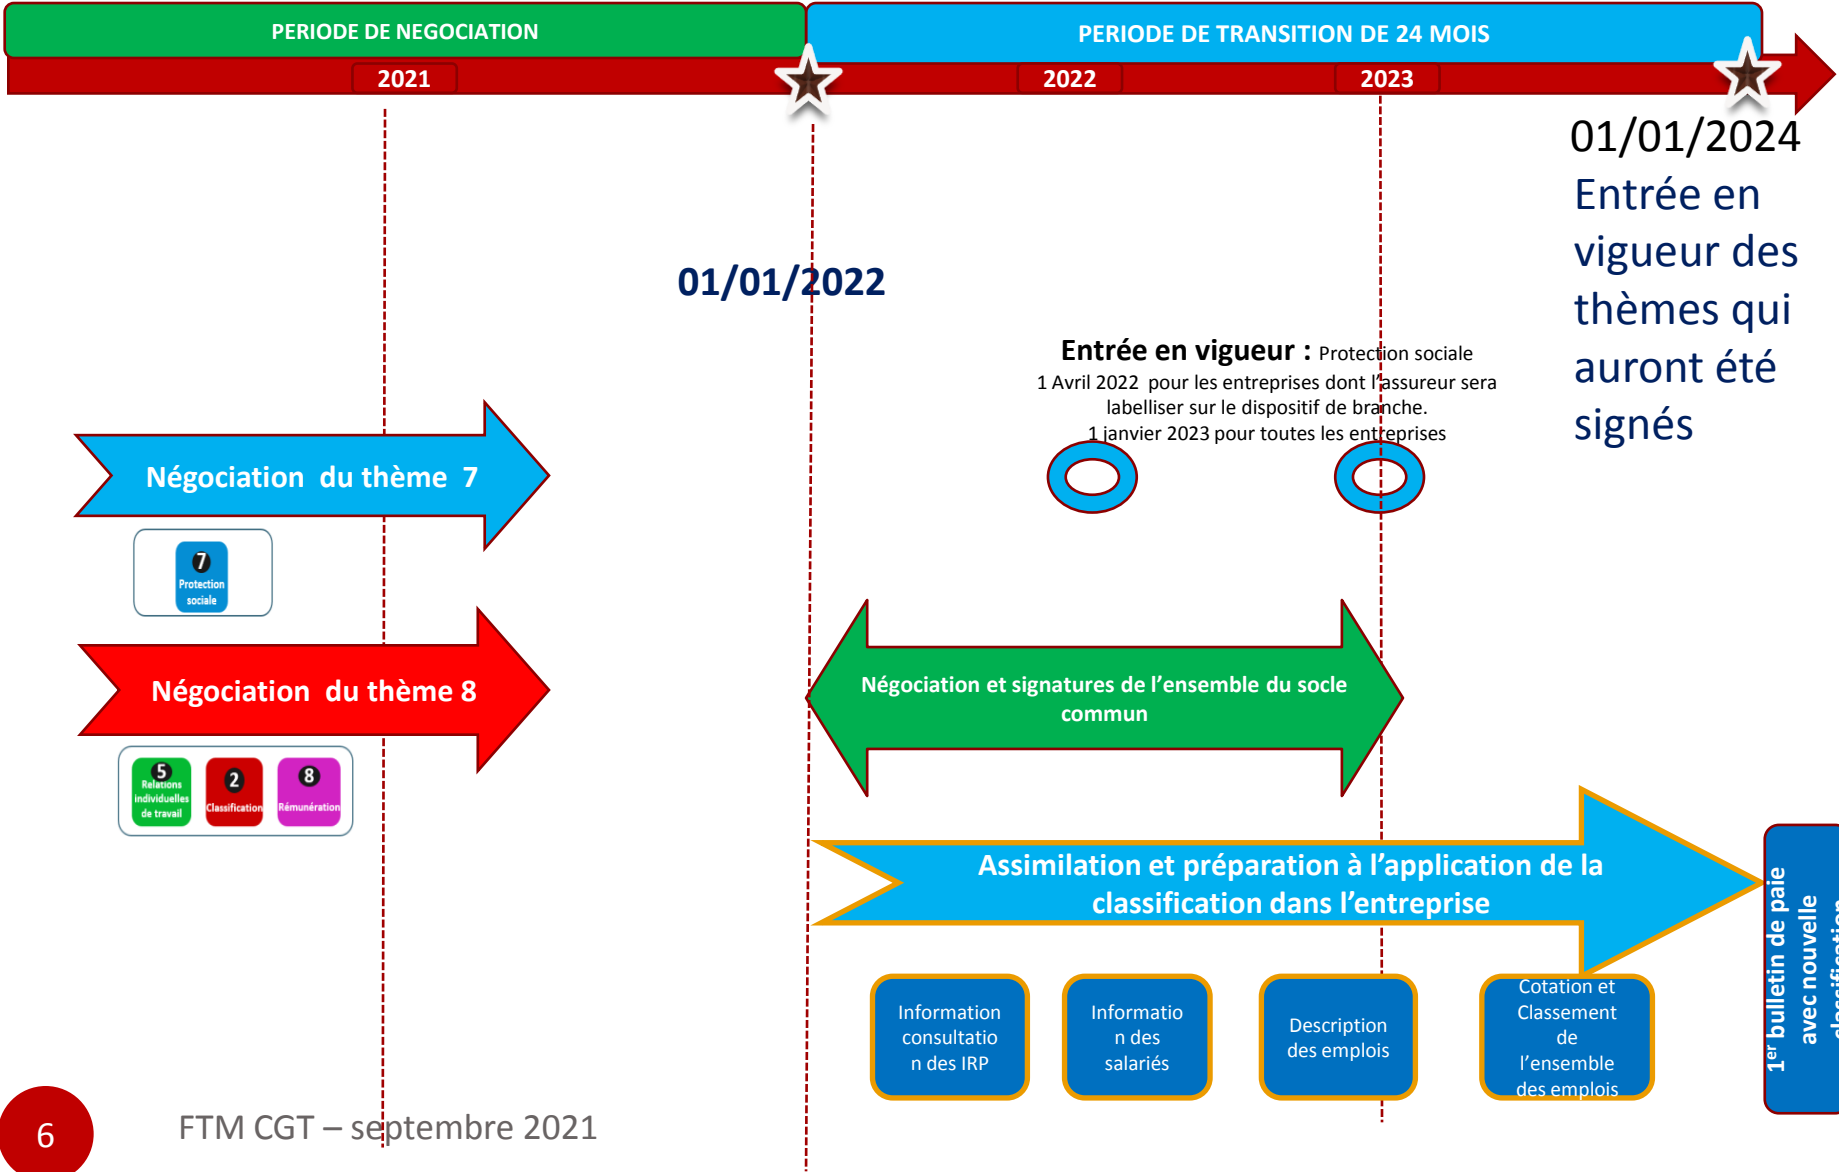 PERIODE DE NEGOCIATION
PERIODE DE TRANSITION DE 24 MOIS
2021
2022
2023
01/01/2024
Entrée en
vigueur des
thèmes qui
auront été
signés
01/01/2022
Entrée en vigueur : Protection sociale
1 Avril 2022 pour les entreprises dont l'assureur sera
labelliser sur le dispositif de branche.
1 janvier 2023 pour toutes les entreprises
Négociation du thème 7
7
Protection
sociale
Négociation du thème 8
5
Relations
individuelles
de travail
2
Classification
8
Rémunération
Négociation et signatures de l'ensemble du socle
commun
Assimilation et préparation à l'application de la
classification dans l'entreprise
Information
consultatio
n des IRP
Informatio
n des
salariés
Description
des emplois
Cotation et
Classement
de
l'ensemble
des emplois
1er bulletin de paie
avec nouvelle
classification
6
FTM CGT – septembre 2021